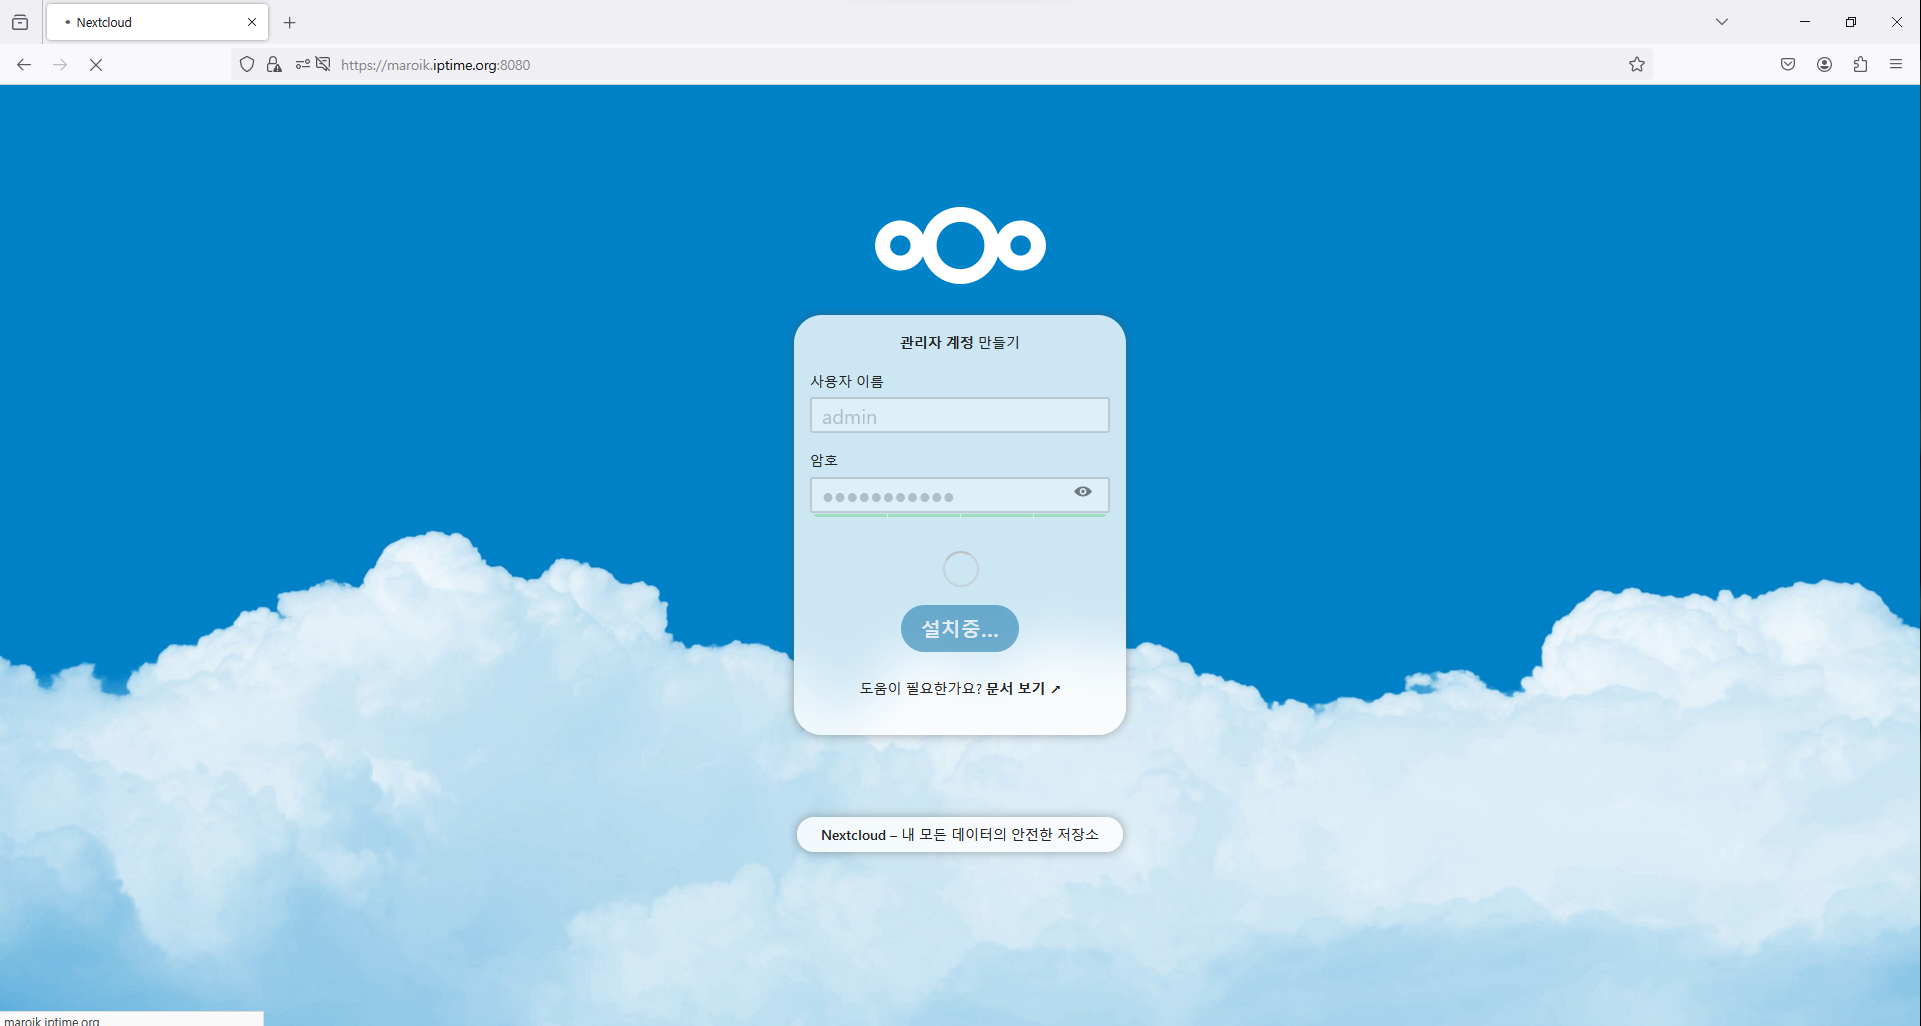 Nextcloud
https://maroik.iptime.org:8080
관리자 계정 만들기
사용자 이름
admin
암호
설치중...
도움이 필요한가요? 문서 보기 ↗
Nextcloud – 내 모든 데이터의 안전한 저장소
maroik.iptime.org